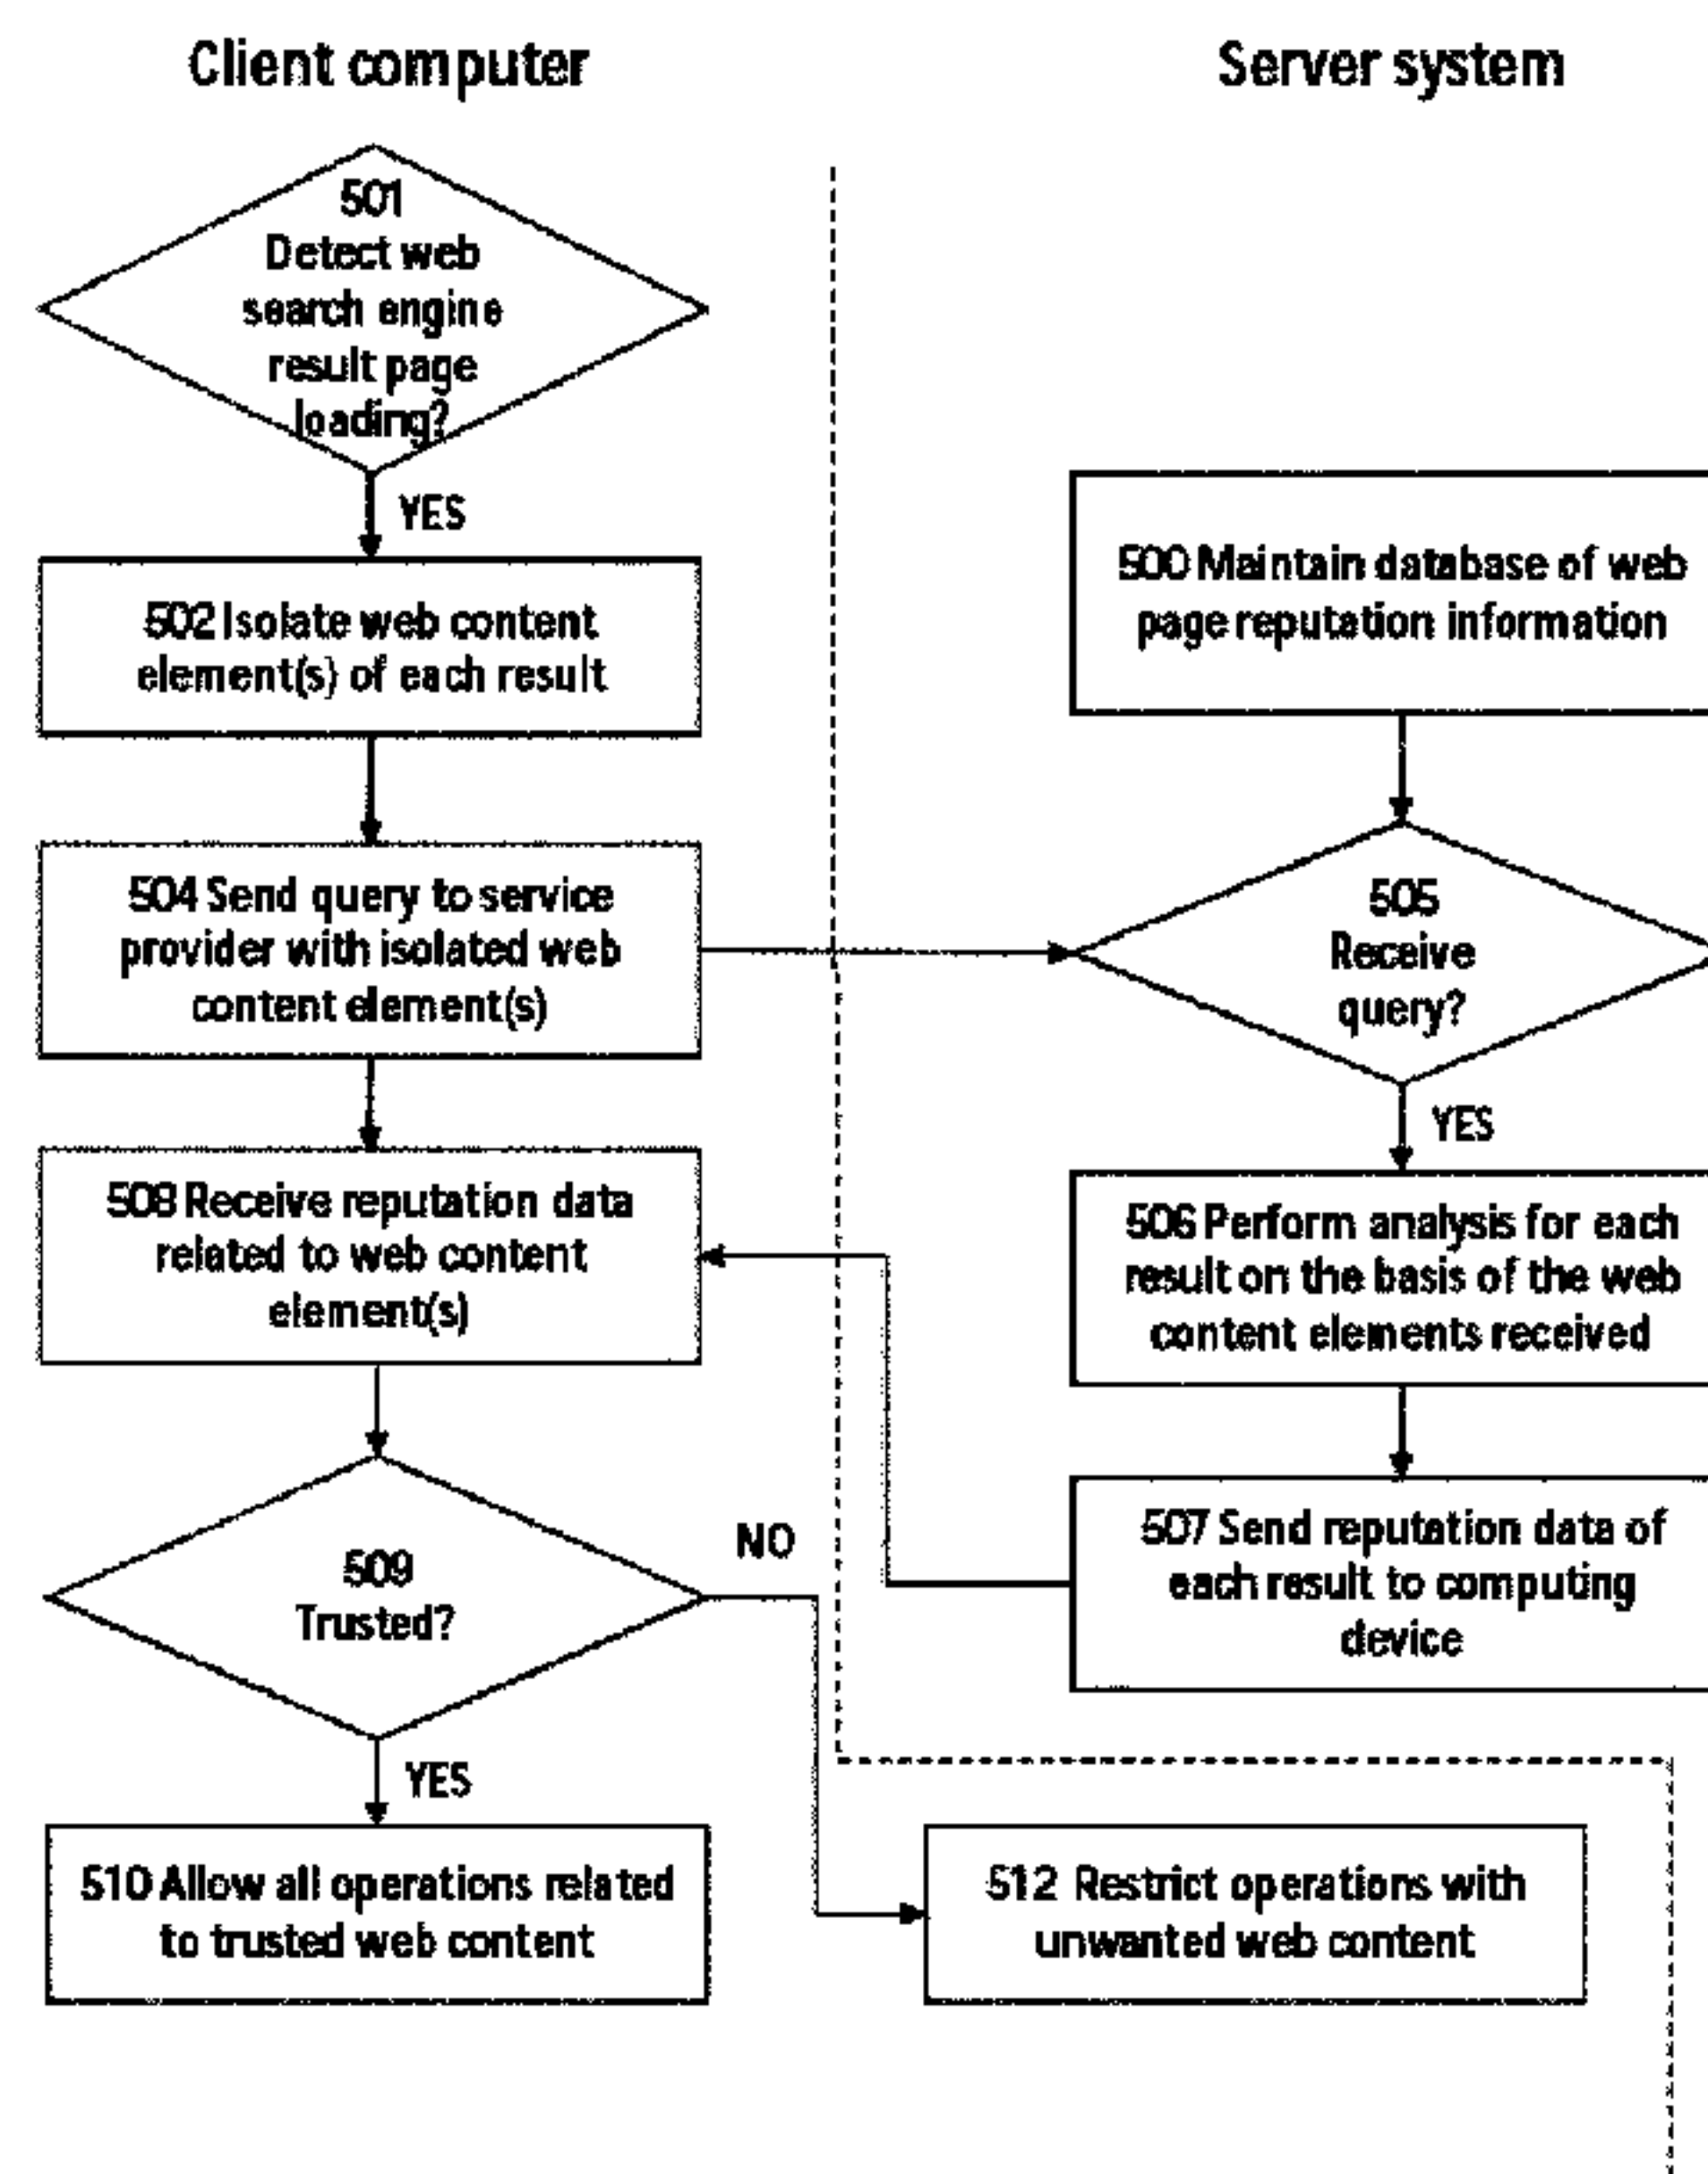 Client computer
Server system
501
Detect web
search engine
result page
loading?
YES
502 Isolate web content
element(s) of each result
504 Send query to service
provider with isolated web
content element(s)
508 Receive reputation data
related to web content
element(s)
509
Trusted?
NO
YES
510 Allow all operations related
to trusted web content
500 Maintain database of web
page reputation information
505
Receive
query?
YES
506 Perform analysis for each
result on the basis of the web
content elements received
507 Send reputation data of
each result to computing
device
512 Restrict operations with
unwanted web content